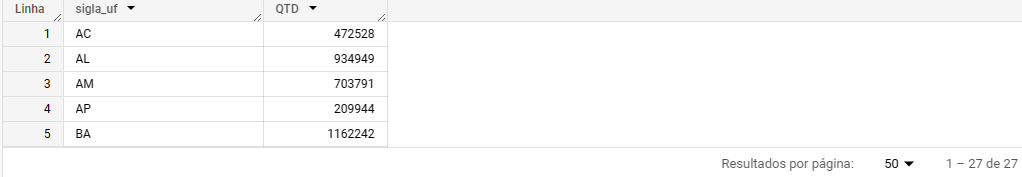 Linha sigla_uf QTD
1 AC 472528
2 AL 934949
3 AM 703791
4 AP 209944
5 BA 1162242
Resultados por página: 50 1 – 27 de 27